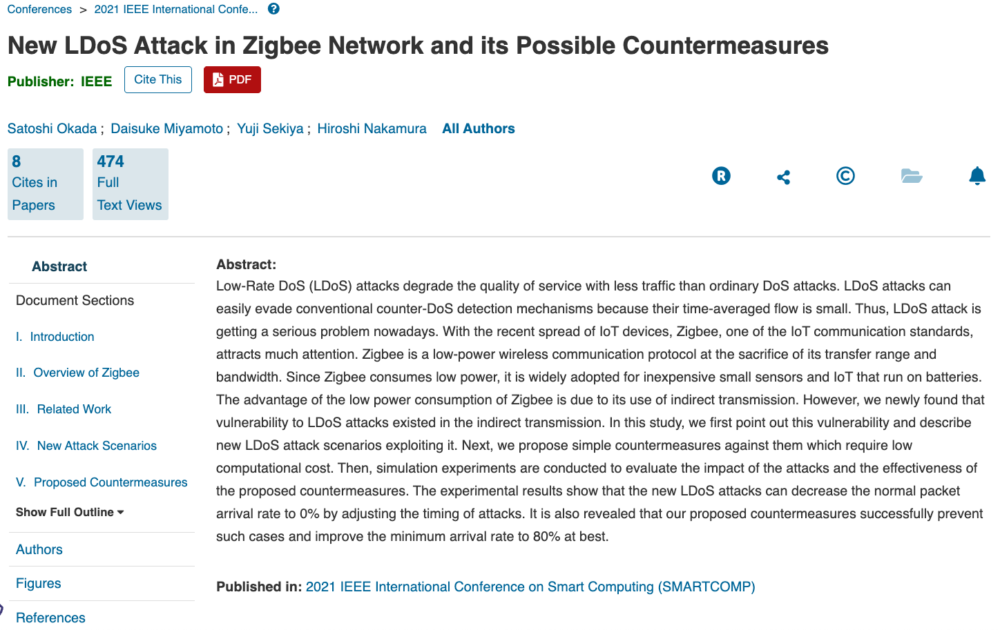 Conferences > 2021 IEEE International Confe... ?
New LDoS Attack in Zigbee Network and its Possible Countermeasures
Publisher: IEEE Cite This PDF
Satoshi Okada ; Daisuke Miyamoto ; Yuji Sekiya ; Hiroshi Nakamura All Authors
8
Cites in
Papers
474
Full
Text Views
R ©
Abstract
Document Sections
I. Introduction
II. Overview of Zigbee
III. Related Work
IV. New Attack Scenarios
V. Proposed Countermeasures
Show Full Outline
Authors
Figures
References
Abstract:
Low-Rate DoS (LDoS) attacks degrade the quality of service with less traffic than ordinary DoS attacks. LDoS attacks can
easily evade conventional counter-DoS detection mechanisms because their time-averaged flow is small. Thus, LDoS attack is
getting a serious problem nowadays. With the recent spread of IoT devices, Zigbee, one of the IoT communication standards,
attracts much attention. Zigbee is a low-power wireless communication protocol at the sacrifice of its transfer range and
bandwidth. Since Zigbee consumes low power, it is widely adopted for inexpensive small sensors and IoT that run on batteries.
The advantage of the low power consumption of Zigbee is due to its use of indirect transmission. However, we newly found that
vulnerability to LDoS attacks existed in the indirect transmission. In this study, we first point out this vulnerability and describe
new LDoS attack scenarios exploiting it. Next, we propose simple countermeasures against them which require low
computational cost. Then, simulation experiments are conducted to evaluate the impact of the attacks and the effectiveness of
the proposed countermeasures. The experimental results show that the new LDoS attacks can decrease the normal packet
arrival rate to 0% by adjusting the timing of attacks. It is also revealed that our proposed countermeasures successfully prevent
such cases and improve the minimum arrival rate to 80% at best.
Published in: 2021 IEEE International Conference on Smart Computing (SMARTCOMP)